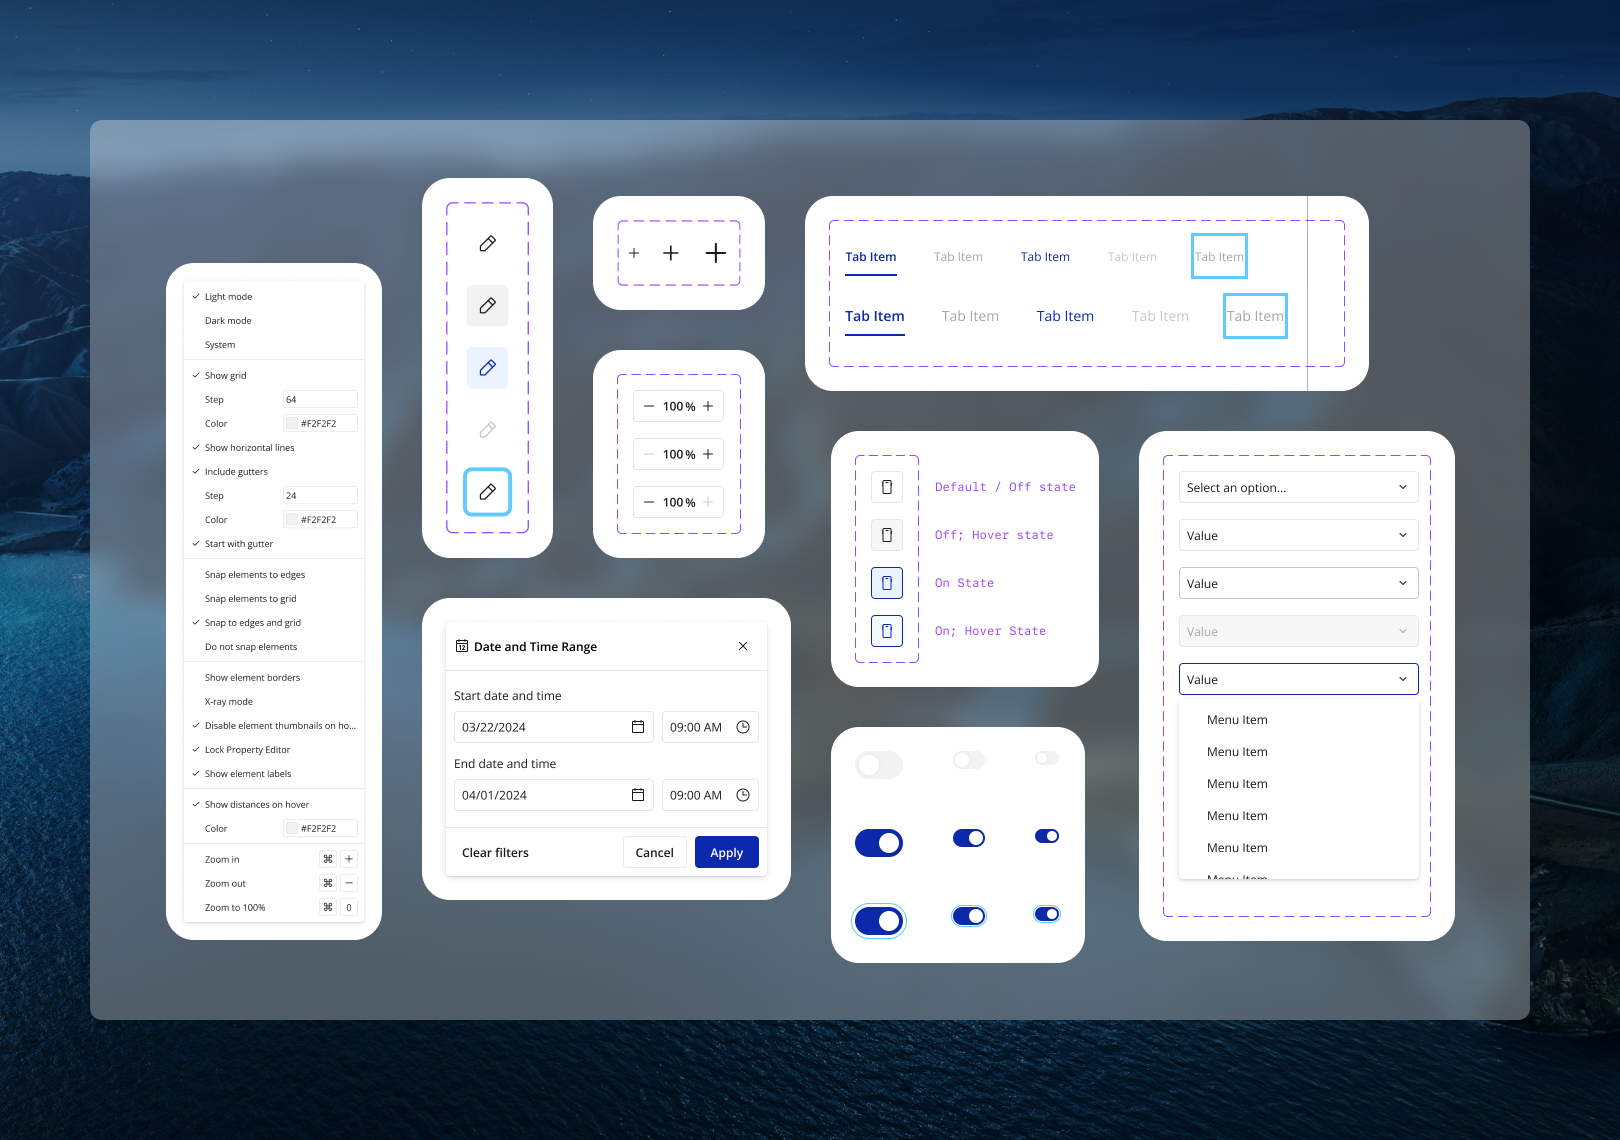 Light mode
Dark mode
System
Show grid
Step 64
Color #F2F2F2
Show horizontal lines
Include gutters
Step 24
Color #F2F2F2
Start with gutter
Snap elements to edges
Snap elements to grid
Snap to edges and grid
Do not snap elements
Show element borders
X-ray mode
Disable element thumbnails on ho...
Lock Property Editor
Show element labels
Show distances on hover
Color #F2F2F2
Zoom in ⌘ +
Zoom out ⌘ −
Zoom to 100% ⌘ 0
− 100 % +
− 100 % +
− 100 % +
12 Date and Time Range
Start date and time
03/22/2024 09:00 AM
End date and time
04/01/2024 09:00 AM
Clear filters Cancel Apply
Tab Item Tab Item Tab Item Tab Item Tab Item
Tab Item Tab Item Tab Item Tab Item Tab Item
Default / Off state
Off; Hover state
On State
On; Hover State
Select an option...
Value
Value
Value
Value
Menu Item
Menu Item
Menu Item
Menu Item
Menu Item
Menu Item